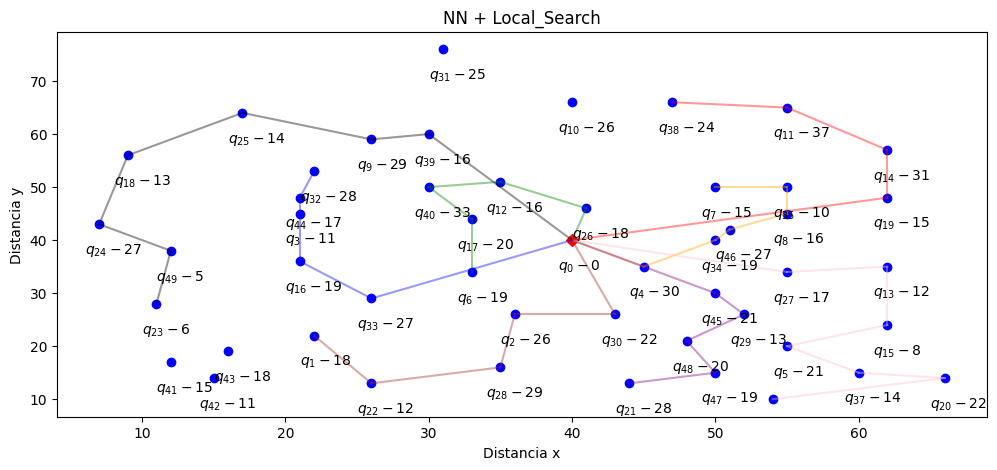 NN + Local_Search
Distancia y
70
60
50
40
30
20
10
q31 − 25
q10 − 26
q38 − 24
q11 − 37
q25 − 14
q9 − 29
q39 − 16
q14 − 31
q18 − 13
q32 − 28
q40 − 33
q12 − 16
q7 − 15
q19 − 15
q44 − 17
q3 − 11
q26 − 18
q8 − 16
q24 − 27
q17 − 20
q46 − 27
q49 − 5
q0 − 0
q4 − 30
q34 − 19
q16 − 19
q6 − 19
q27 − 17
q13 − 12
q23 − 6
q33 − 27
q45 − 21
q1 − 18
q2 − 26
q30 − 22
q29 − 13
q15 − 8
q41 − 15
q43 − 18
q28 − 29
q48 − 20
q5 − 21
q42 − 11
q22 − 12
q21 − 28
q47 − 19
q37 − 14
q20 − 22
10
20
30
40
50
60
Distancia x